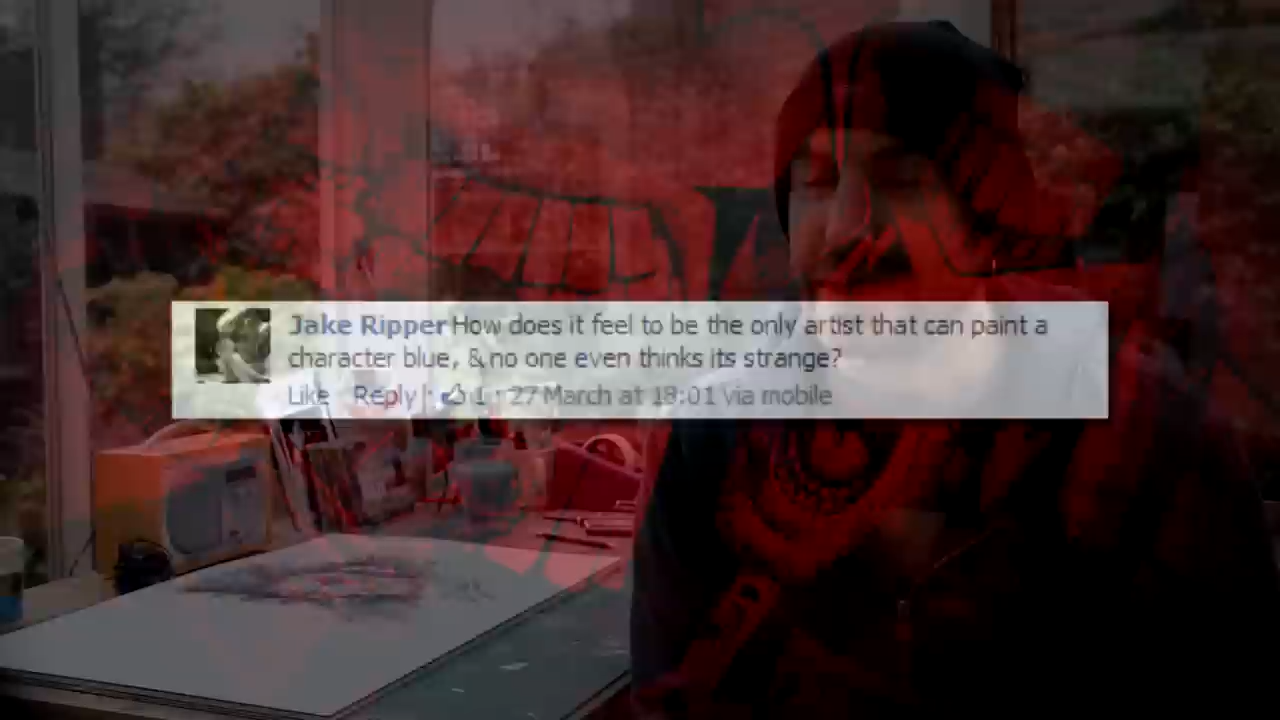 Jake Ripper How does it feel to be the only artist that can paint a
character blue, & no one even thinks its strange?
Like · Reply · 1 · 27 March at 18:01 via mobile